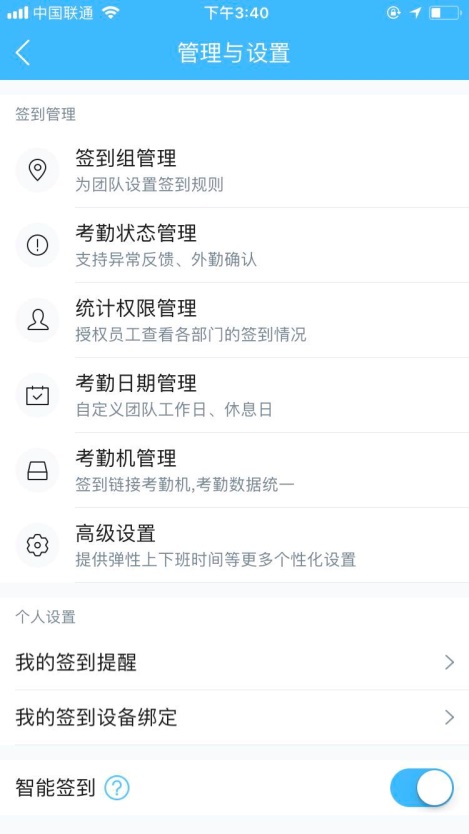 中国联通 下午3:40
管理与设置
签到管理
签到组管理
为团队设置签到规则
考勤状态管理
支持异常反馈、外勤确认
统计权限管理
授权员工查看各部门的签到情况
考勤日期管理
自定义团队工作日、休息日
考勤机管理
签到链接考勤机,考勤数据统一
高级设置
提供弹性上下班时间等更多个性化设置
个人设置
我的签到提醒
我的签到设备绑定
智能签到 ?